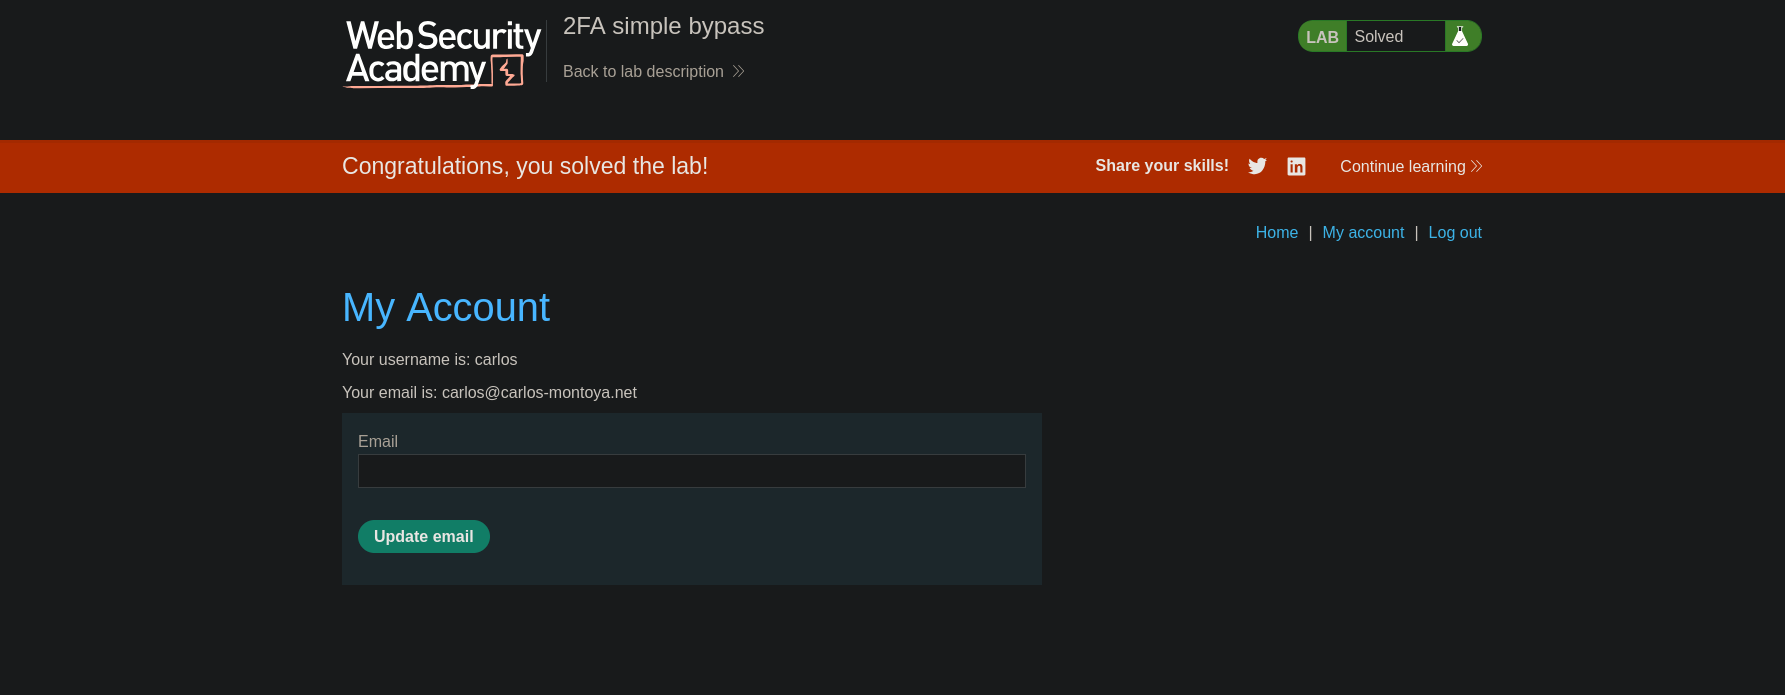 Web Security
Academy
2FA simple bypass
Back to lab description
LAB Solved
Congratulations, you solved the lab!
Share your skills!
Continue learning
Home | My account | Log out
My Account
Your username is: carlos
Your email is: carlos@carlos-montoya.net
Email
Update email